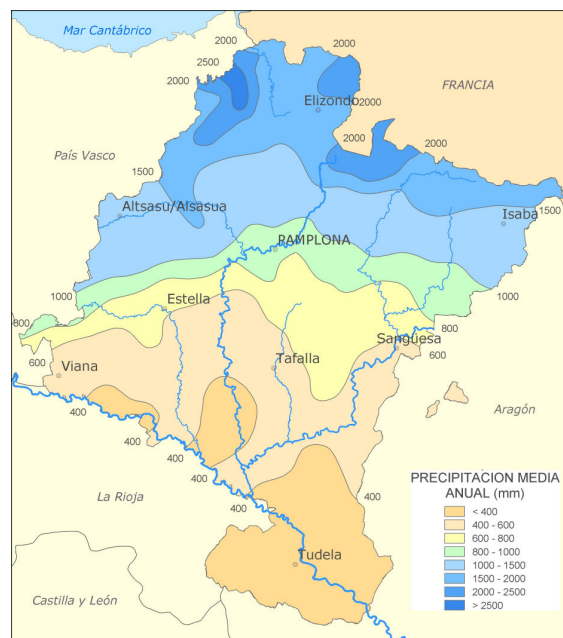 Mar Cantábrico
2000
2000
2500
2000
FRANCIA
Elizondo
2000
País Vasco
2000
2000
1500
Altsasu/Alsasua
1500
Isaba
PAMPLONA
1000
1000
Estella
800
800
Sangüesa
600
600
Viana
Tafalla
400
Aragón
400
400
400
La Rioja
400
PRECIPITACION MEDIA
ANUAL (mm)
< 400
400 - 600
600 - 800
800 - 1000
1000 - 1500
1500 - 2000
2000 - 2500
> 2500
Tudela
Castilla y León